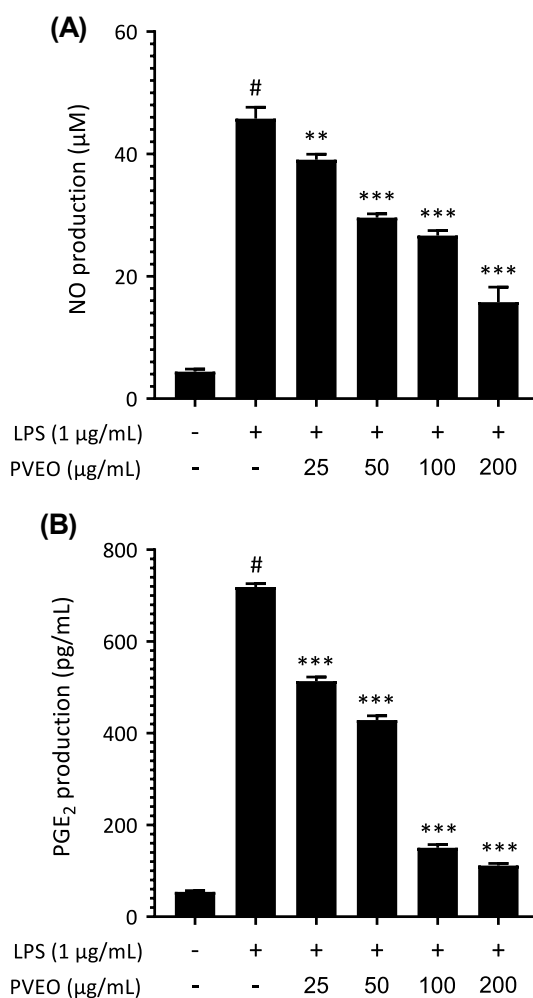 (A)
NO production (µM)
60
40
20
0
#
**
***
***
***
LPS (1 µg/mL) - + + + + +
PVEO (µg/mL) - - 25 50 100 200
(B)
PGE₂ production (pg/mL)
800
600
400
200
0
#
***
***
***
***
LPS (1 µg/mL) - + + + + +
PVEO (µg/mL) - - 25 50 100 200